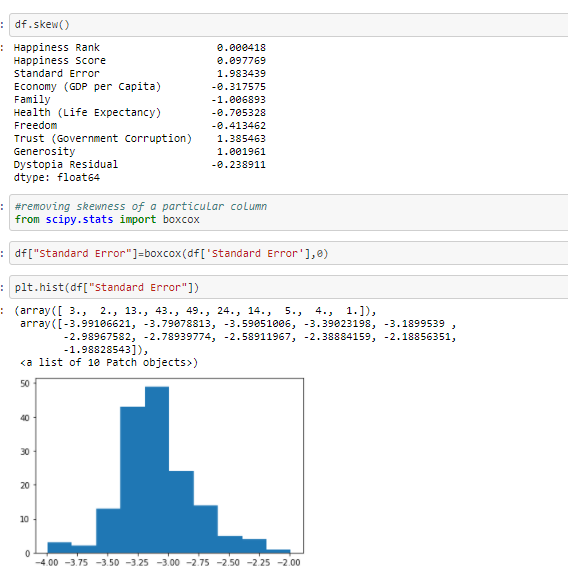 : df.skew()
: Happiness Rank 0.000418
Happiness Score 0.097769
Standard Error 1.983439
Economy (GDP per Capita) -0.317575
Family -1.006893
Health (Life Expectancy) -0.705328
Freedom -0.413462
Trust (Government Corruption) 1.385463
Generosity 1.001961
Dystopia Residual -0.238911
dtype: float64
: #removing skewness of a particular column
from scipy.stats import boxcox
: df["Standard Error"]=boxcox(df['Standard Error'],0)
: plt.hist(df["Standard Error"])
: (array([ 3., 2., 13., 43., 49., 24., 14., 5., 4., 1.]),
array([-3.99106621, -3.79078813, -3.59051006, -3.39023198, -3.1899539 ,
-2.98967582, -2.78939774, -2.58911967, -2.38884159, -2.18856351,
-1.98828543]),
<a list of 10 Patch objects>)
50
40
30
20
10
0
-4.00 -3.75 -3.50 -3.25 -3.00 -2.75 -2.50 -2.25 -2.00